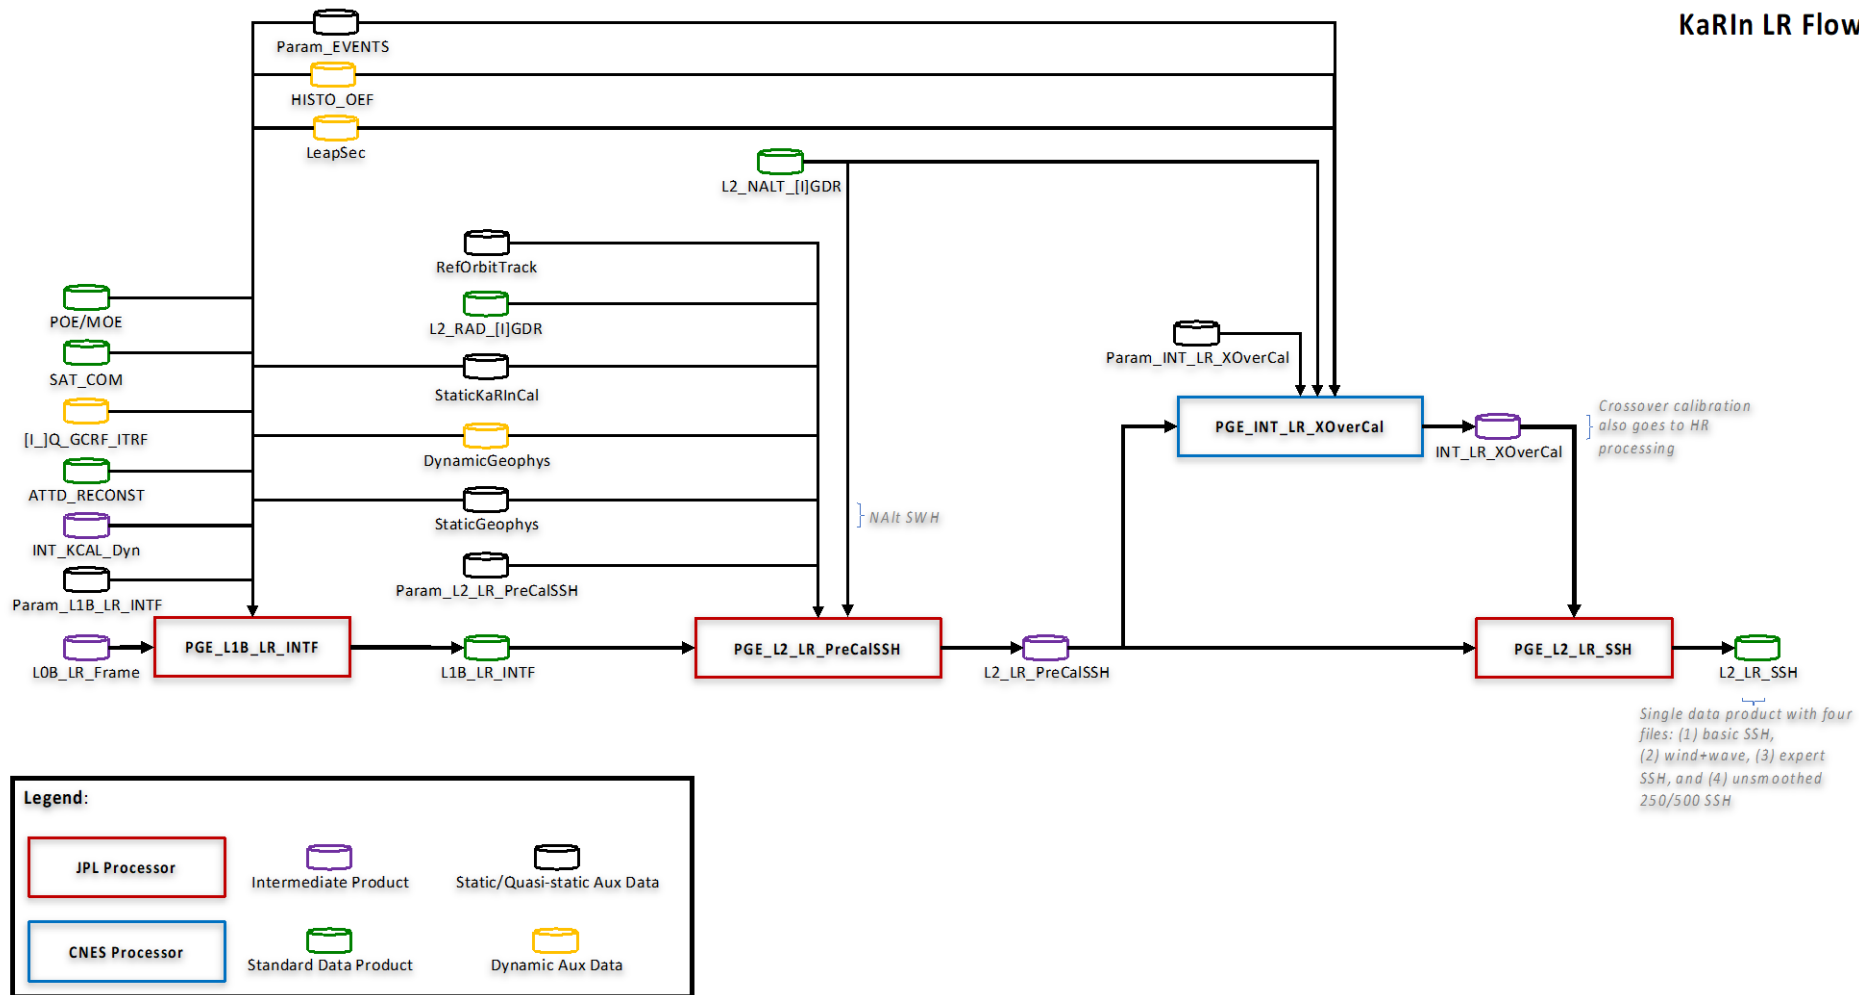 KaRIn LR Flow
Param_EVENTS
HISTO_OEF
LeapSec
L2_NALT_[I]GDR
RefOrbitTrack
POE/MOE
L2_RAD_[I]GDR
SAT_COM
Param_INT_LR_XOverCal
StaticKaRInCal
[I_]Q_GCRF_ITRF
DynamicGeophys
PGE_INT_LR_XOverCal
INT_LR_XOverCal
Crossover calibration
also goes to HR
processing
ATTD_RECONST
StaticGeophys
NAlt SWH
INT_KCAL_Dyn
Param_L2_LR_PreCalSSH
Param_L1B_LR_INTF
PGE_L1B_LR_INTF
PGE_L2_LR_PreCalSSH
PGE_L2_LR_SSH
L0B_LR_Frame
L1B_LR_INTF
L2_LR_PreCalSSH
L2_LR_SSH
Single data product with four
files: (1) basic SSH,
(2) wind+wave, (3) expert
SSH, and (4) unsmoothed
250/500 SSH
Legend:
JPL Processor
Intermediate Product
Static/Quasi-static Aux Data
CNES Processor
Standard Data Product
Dynamic Aux Data